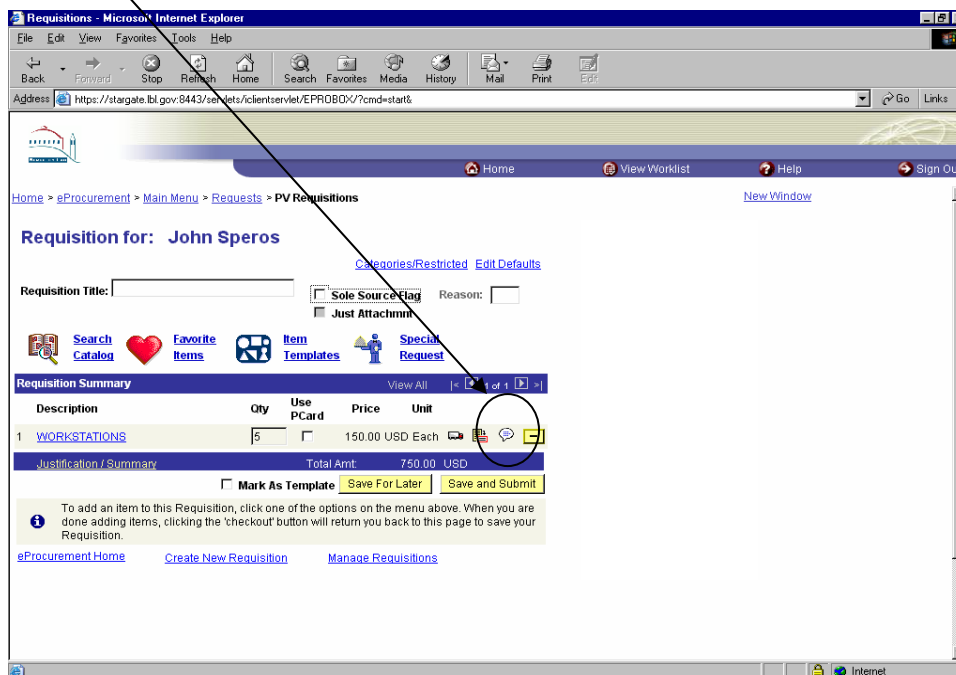 Requisitions - Microsoft Internet Explorer
File Edit View Favorites Tools Help
Back Forward Stop Refresh Home Search Favorites Media History Mail Print Edit
Address https://stargate.lbl.gov:8443/servlets/iclientservlet/EPROBOX/?cmd=start& Go Links
Home View Worklist Help Sign Ou
Home > eProcurement > Main Menu > Requests > PV Requisitions New Window
Requisition for: John Speros
Categories/Restricted Edit Defaults
Requisition Title: Sole Source Flag Reason:
Just Attachmnt
Search Catalog Favorite Items Item Templates Special Request
Requisition Summary View All |< 1 of 1 >|
Description Qty Use PCard Price Unit
1 WORKSTATIONS 5 150.00 USD Each
Justification / Summary Total Amt: 750.00 USD
Mark As Template Save For Later Save and Submit
To add an item to this Requisition, click one of the options on the menu above. When you are
done adding items, clicking the 'checkout' button will return you back to this page to save your
Requisition.
eProcurement Home Create New Requisition Manage Requisitions
Internet